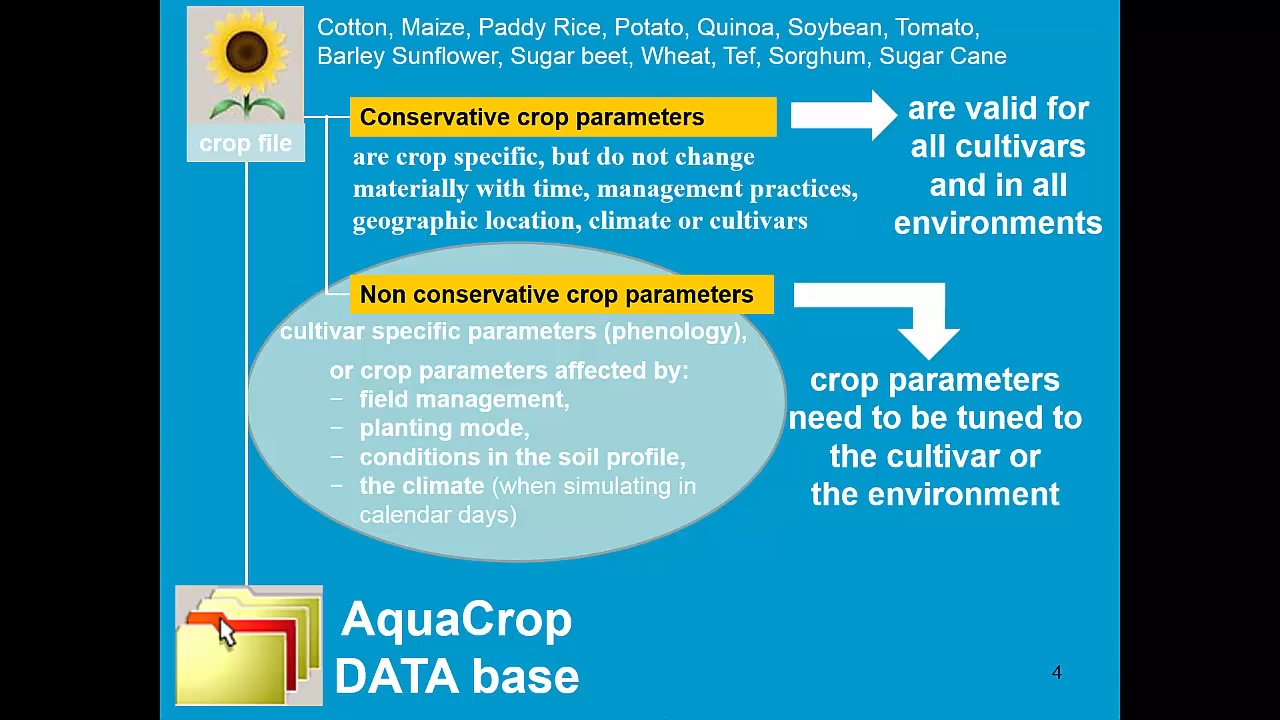 Cotton, Maize, Paddy Rice, Potato, Quinoa, Soybean, Tomato,
Barley Sunflower, Sugar beet, Wheat, Tef, Sorghum, Sugar Cane
crop file
Conservative crop parameters
are crop specific, but do not change
materially with time, management practices,
geographic location, climate or cultivars
are valid for
all cultivars
and in all
environments
Non conservative crop parameters
cultivar specific parameters (phenology),
or crop parameters affected by:
− field management,
− planting mode,
− conditions in the soil profile,
− the climate (when simulating in
calendar days)
crop parameters
need to be tuned to
the cultivar or
the environment
AquaCrop
DATA base
4